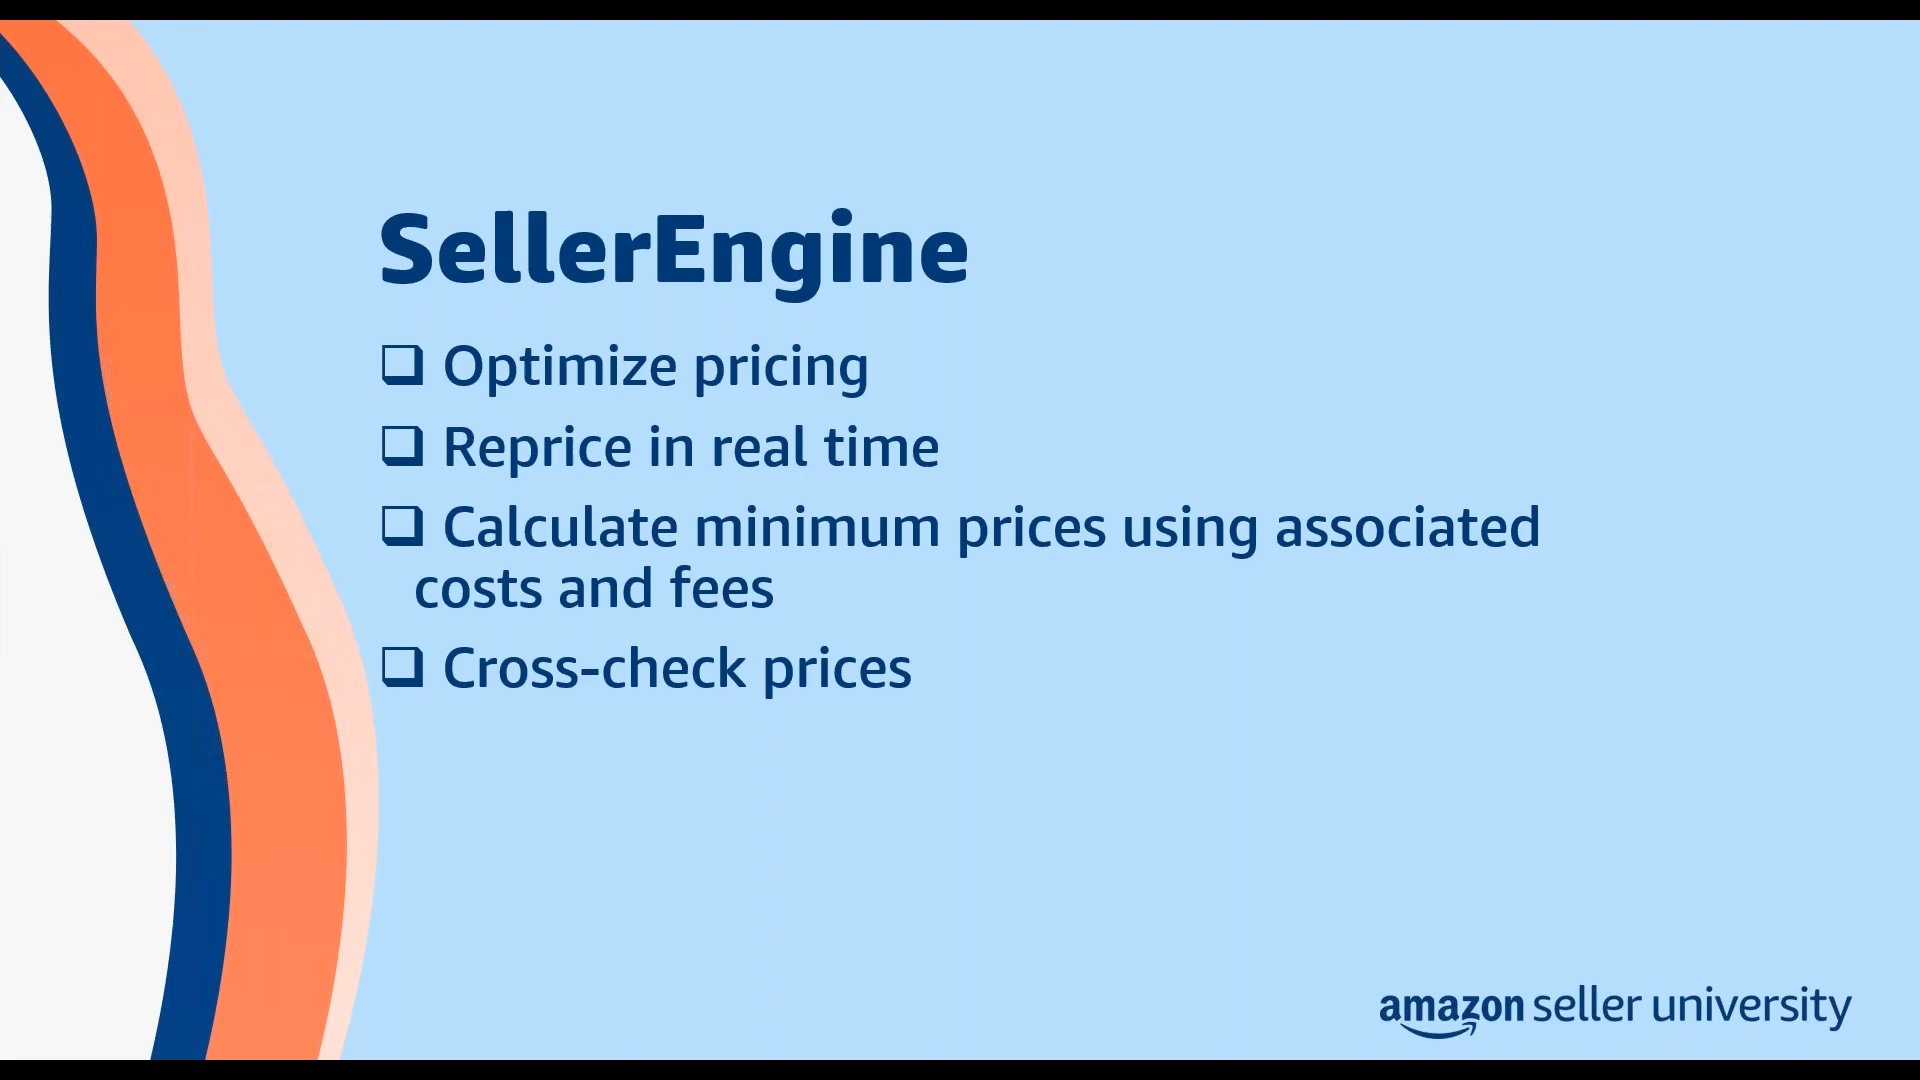 SellerEngine
❑ Optimize pricing
❑ Reprice in real time
❑ Calculate minimum prices using associated
costs and fees
❑ Cross-check prices
amazon seller university